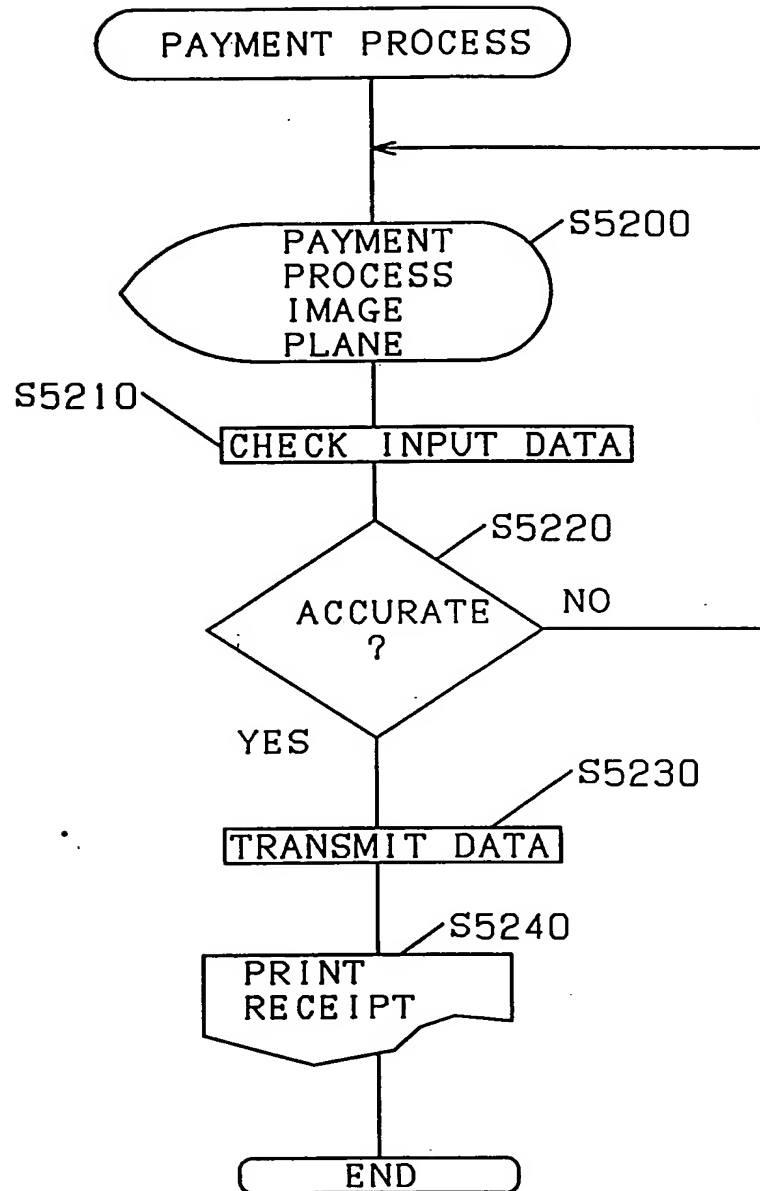 PAYMENT PROCESS
S5200
PAYMENT
PROCESS
IMAGE
PLANE
S5210
CHECK INPUT DATA
S5220
ACCURATE
?
NO
YES
S5230
TRANSMIT DATA
S5240
PRINT
RECEIPT
END